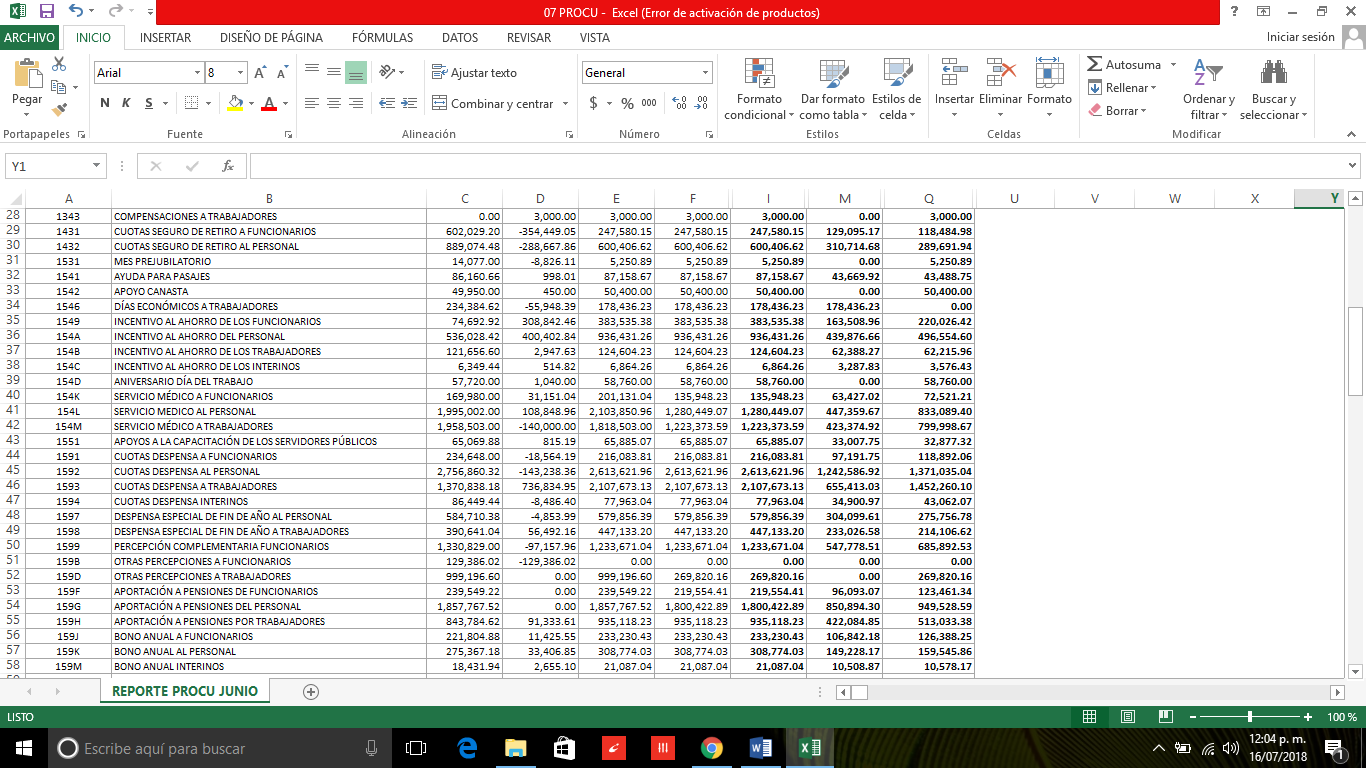 07 PROCU - Excel (Error de activación de productos)
ARCHIVO INICIO INSERTAR DISEÑO DE PÁGINA FÓRMULAS DATOS REVISAR VISTA Iniciar sesión
Pegar Arial 8 Ajustar texto General Formato condicional Dar formato como tabla Estilos de celda Insertar Eliminar Formato Autosuma Rellenar Borrar Ordenar y filtrar Buscar y seleccionar
N K S Combinar y centrar $ % 000
Portapapeles Fuente Alineación Número Estilos Celdas Modificar
Y1 fx
A B C D E F I M Q U V W X Y
28 1343 COMPENSACIONES A TRABAJADORES 0.00 3,000.00 3,000.00 3,000.00 3,000.00 0.00 3,000.00
29 1431 CUOTAS SEGURO DE RETIRO A FUNCIONARIOS 602,029.20 -354,449.05 247,580.15 247,580.15 247,580.15 129,095.17 118,484.98
30 1432 CUOTAS SEGURO DE RETIRO AL PERSONAL 889,074.48 -288,667.86 600,406.62 600,406.62 600,406.62 310,714.68 289,691.94
31 1531 MES PREJUBILATORIO 14,077.00 -8,826.11 5,250.89 5,250.89 5,250.89 0.00 5,250.89
32 1541 AYUDA PARA PASAJES 86,160.66 998.01 87,158.67 87,158.67 87,158.67 43,669.92 43,488.75
33 1542 APOYO CANASTA 49,950.00 450.00 50,400.00 50,400.00 50,400.00 0.00 50,400.00
34 1546 DÍAS ECONÓMICOS A TRABAJADORES 234,384.62 -55,948.39 178,436.23 178,436.23 178,436.23 178,436.23 0.00
35 1549 INCENTIVO AL AHORRO DE LOS FUNCIONARIOS 74,692.92 308,842.46 383,535.38 383,535.38 383,535.38 163,508.96 220,026.42
36 154A INCENTIVO AL AHORRO DEL PERSONAL 536,028.42 400,402.84 936,431.26 936,431.26 936,431.26 439,876.66 496,554.60
37 154B INCENTIVO AL AHORRO DE LOS TRABAJADORES 121,656.60 2,947.63 124,604.23 124,604.23 124,604.23 62,388.27 62,215.96
38 154C INCENTIVO AL AHORRO DE LOS INTERINOS 6,349.44 514.82 6,864.26 6,864.26 6,864.26 3,287.83 3,576.43
39 154D ANIVERSARIO DÍA DEL TRABAJO 57,720.00 1,040.00 58,760.00 58,760.00 58,760.00 0.00 58,760.00
40 154K SERVICIO MÉDICO A FUNCIONARIOS 169,980.00 31,151.04 201,131.04 135,948.23 135,948.23 63,427.02 72,521.21
41 154L SERVICIO MEDICO AL PERSONAL 1,995,002.00 108,848.96 2,103,850.96 1,280,449.07 1,280,449.07 447,359.67 833,089.40
42 154M SERVICIO MÉDICO A TRABAJADORES 1,958,503.00 -140,000.00 1,818,503.00 1,223,373.59 1,223,373.59 423,374.92 799,998.67
43 1551 APOYOS A LA CAPACITACIÓN DE LOS SERVIDORES PÚBLICOS 65,069.88 815.19 65,885.07 65,885.07 65,885.07 33,007.75 32,877.32
44 1591 CUOTAS DESPENSA A FUNCIONARIOS 234,648.00 -18,564.19 216,083.81 216,083.81 216,083.81 97,191.75 118,892.06
45 1592 CUOTAS DESPENSA AL PERSONAL 2,756,860.32 -143,238.36 2,613,621.96 2,613,621.96 2,613,621.96 1,242,586.92 1,371,035.04
46 1593 CUOTAS DESPENSA A TRABAJADORES 1,370,838.18 736,834.95 2,107,673.13 2,107,673.13 2,107,673.13 655,413.03 1,452,260.10
47 1594 CUOTAS DESPENSA INTERINOS 86,449.44 -8,486.40 77,963.04 77,963.04 77,963.04 34,900.97 43,062.07
48 1597 DESPENSA ESPECIAL DE FIN DE AÑO AL PERSONAL 584,710.38 -4,853.99 579,856.39 579,856.39 579,856.39 304,099.61 275,756.78
49 1598 DESPENSA ESPECIAL DE FIN DE AÑO A TRABAJADORES 390,641.04 56,492.16 447,133.20 447,133.20 447,133.20 233,026.58 214,106.62
50 1599 PERCEPCIÓN COMPLEMENTARIA FUNCIONARIOS 1,330,829.00 -97,157.96 1,233,671.04 1,233,671.04 1,233,671.04 547,778.51 685,892.53
51 159B OTRAS PERCEPCIONES A FUNCIONARIOS 129,386.02 -129,386.02 0.00 0.00 0.00 0.00 0.00
52 159D OTRAS PERCEPCIONES A TRABAJADORES 999,196.60 0.00 999,196.60 269,820.16 269,820.16 0.00 269,820.16
53 159F APORTACIÓN A PENSIONES DE FUNCIONARIOS 239,549.22 0.00 239,549.22 219,554.41 219,554.41 96,093.07 123,461.34
54 159G APORTACIÓN A PENSIONES DEL PERSONAL 1,857,767.52 0.00 1,857,767.52 1,800,422.89 1,800,422.89 850,894.30 949,528.59
55 159H APORTACIÓN A PENSIONES POR TRABAJADORES 843,784.62 91,333.61 935,118.23 935,118.23 935,118.23 422,084.85 513,033.38
56 159J BONO ANUAL A FUNCIONARIOS 221,804.88 11,425.55 233,230.43 233,230.43 233,230.43 106,842.18 126,388.25
57 159K BONO ANUAL AL PERSONAL 275,367.18 33,406.85 308,774.03 308,774.03 308,774.03 149,228.17 159,545.86
58 159M BONO ANUAL INTERINOS 18,431.94 2,655.10 21,087.04 21,087.04 21,087.04 10,508.87 10,578.17
REPORTE PROCU JUNIO
LISTO 100 %
Escribe aquí para buscar 12:04 p. m.
16/07/2018